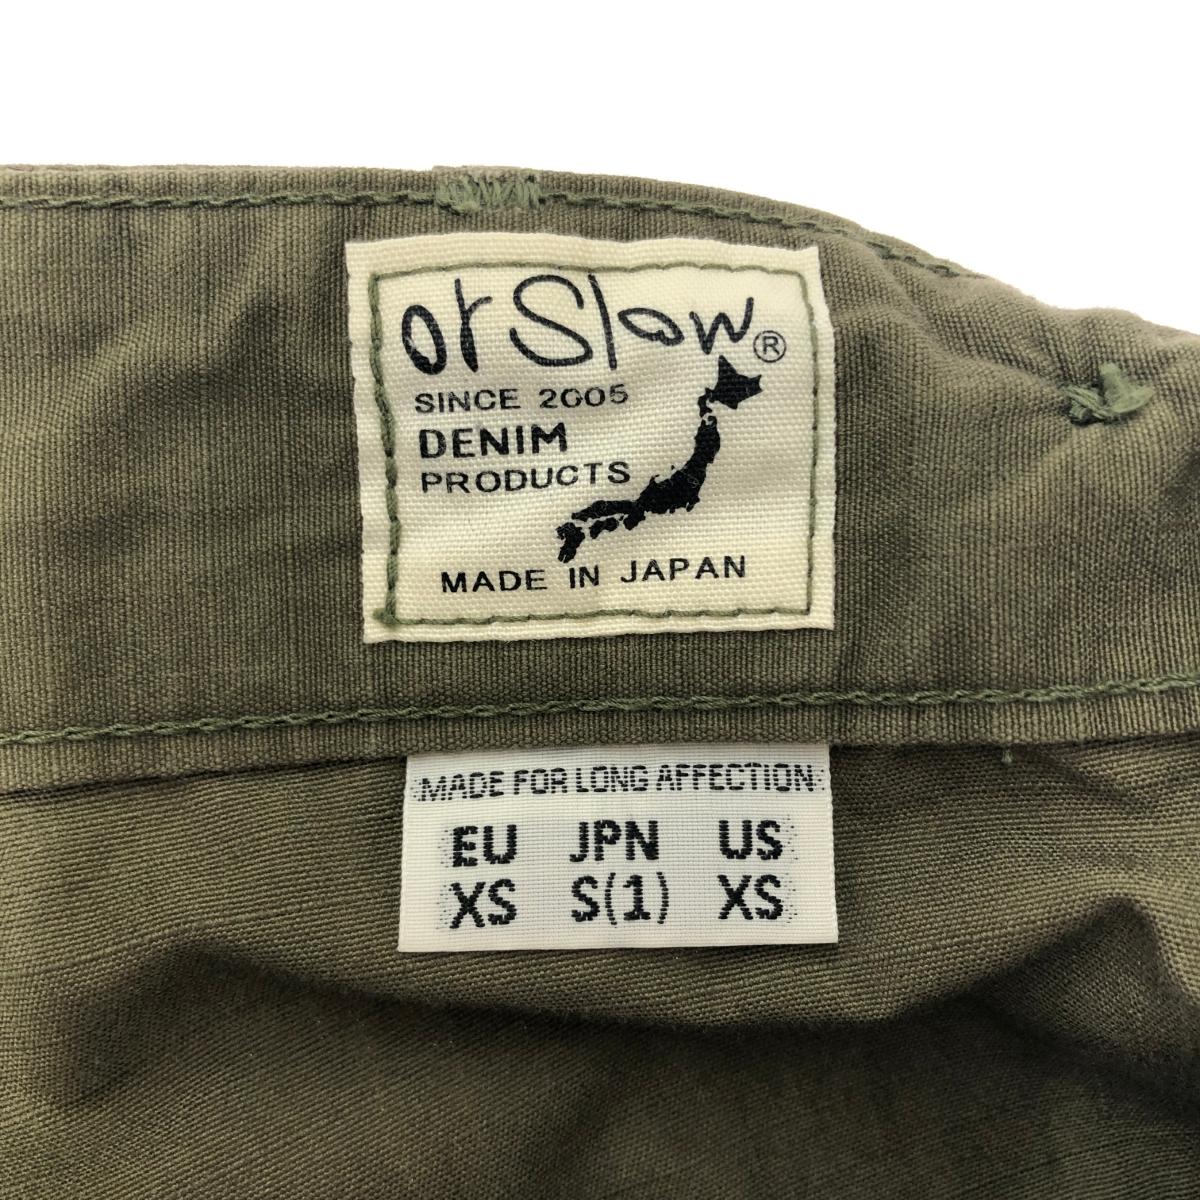 orSlow®
SINCE 2005
DENIM
PRODUCTS
MADE IN JAPAN
MADE FOR LONG AFFECTION
EU JPN US
XS S(1) XS